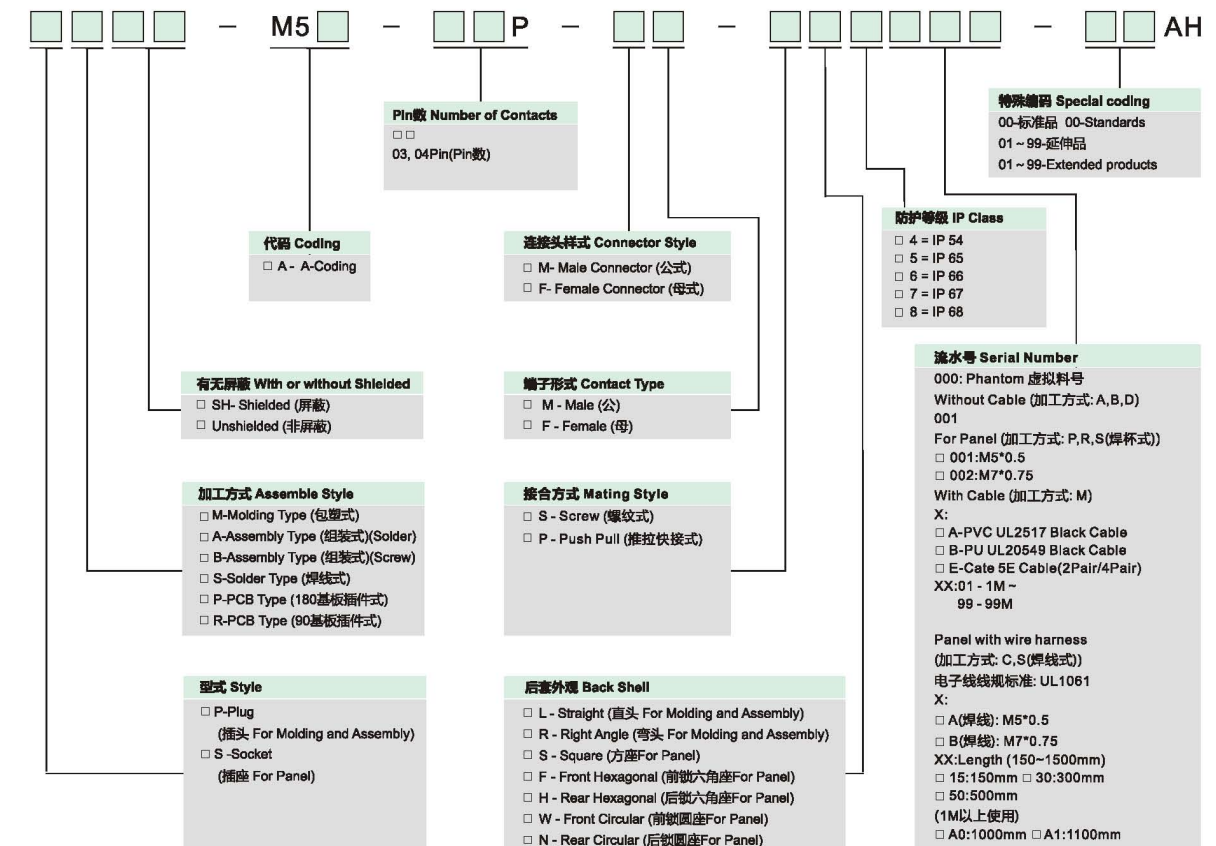 - M5 - P - - - AH
Pin数 Number of Contacts
□ □
03, 04Pin(Pin数)
特殊编码 Special coding
00-标准品 00-Standards
01~99-延伸品
01~99-Extended products
代码 Coding
□ A - A-Coding
连接头样式 Connector Style
□ M- Male Connector (公式)
□ F- Female Connector (母式)
防护等级 IP Class
□ 4 = IP 54
□ 5 = IP 65
□ 6 = IP 66
□ 7 = IP 67
□ 8 = IP 68
有无屏蔽 With or without Shielded
□ SH- Shielded (屏蔽)
□ Unshielded (非屏蔽)
端子形式 Contact Type
□ M - Male (公)
□ F - Female (母)
流水号 Serial Number
000: Phantom 虚拟料号
Without Cable (加工方式: A,B,D)
001
For Panel (加工方式: P,R,S(焊杯式))
□ 001:M5*0.5
□ 002:M7*0.75
With Cable (加工方式: M)
X:
□ A-PVC UL2517 Black Cable
□ B-PU UL20549 Black Cable
□ E-Cate 5E Cable(2Pair/4Pair)
XX:01 - 1M ~
99 - 99M
Panel with wire harness
(加工方式: C,S(焊线式))
电子线线规标准: UL1061
X:
□ A(焊线): M5*0.5
□ B(焊线): M7*0.75
XX:Length (150~1500mm)
□ 15:150mm □ 30:300mm
□ 50:500mm
(1M以上使用)
□ A0:1000mm □ A1:1100mm
加工方式 Assemble Style
□ M-Molding Type (包塑式)
□ A-Assembly Type (组装式)(Solder)
□ B-Assembly Type (组装式)(Screw)
□ S-Solder Type (焊线式)
□ P-PCB Type (180基板插件式)
□ R-PCB Type (90基板插件式)
接合方式 Mating Style
□ S - Screw (螺纹式)
□ P - Push Pull (推拉快接式)
型式 Style
□ P-Plug
(插头 For Molding and Assembly)
□ S -Socket
(插座 For Panel)
后套外观 Back Shell
□ L - Straight (直头 For Molding and Assembly)
□ R - Right Angle (弯头 For Molding and Assembly)
□ S - Square (方座For Panel)
□ F - Front Hexagonal (前锁六角座For Panel)
□ H - Rear Hexagonal (后锁六角座For Panel)
□ W - Front Circular (前锁圆座For Panel)
□ N - Rear Circular (后锁圆座For Panel)